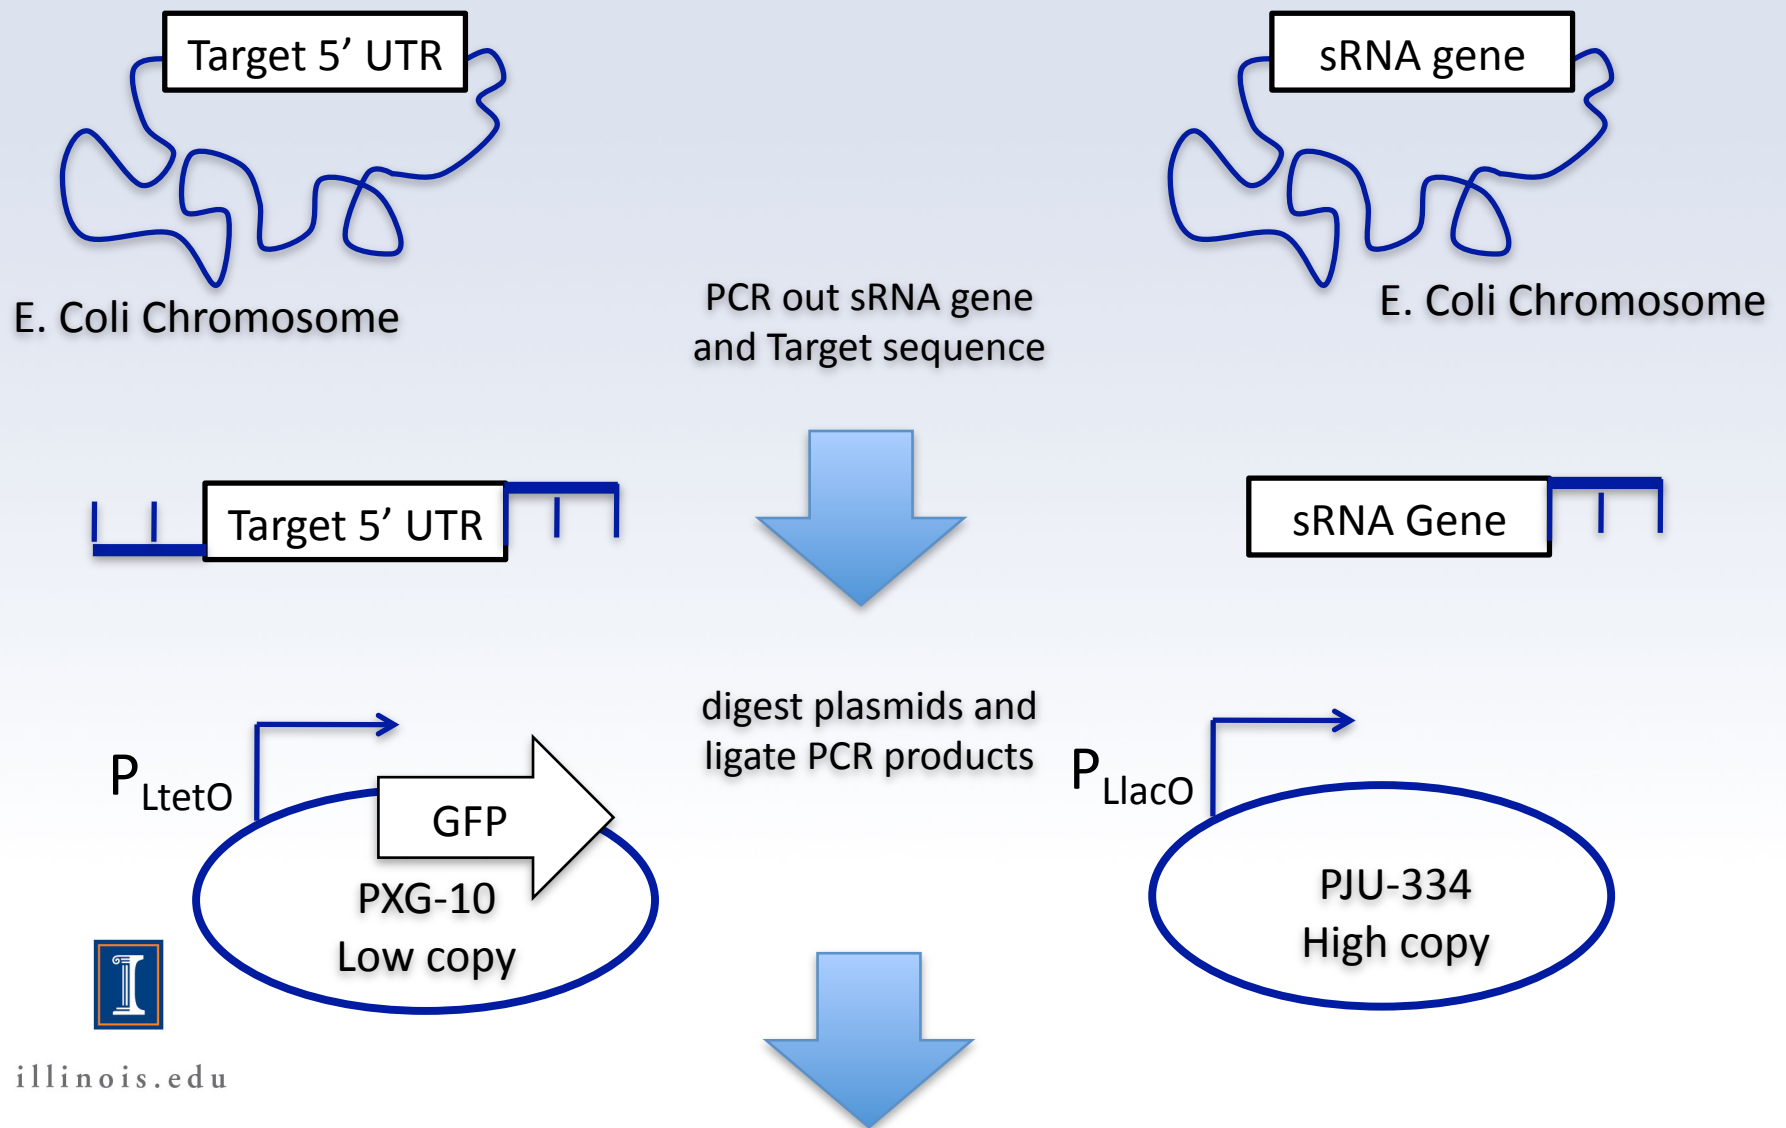 Target 5’ UTR
sRNA gene
E. Coli Chromosome
PCR out sRNA gene
and Target sequence
E. Coli Chromosome
Target 5’ UTR
sRNA Gene
digest plasmids and
ligate PCR products
PLtetO
GFP
PXG-10
Low copy
PLlacO
PJU-334
High copy
I
illinois.edu